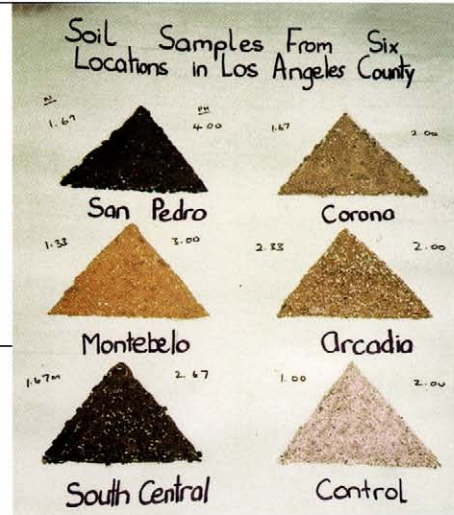 Soil Samples From Six
Locations in Los Angeles County
PH
1.67 4.00 1.67 2.00
San Pedro Corona
1.33 3.00 2.33 2.00
Montebelo Arcadia
1.67m 2.67 1.00 2.00
South Central Control